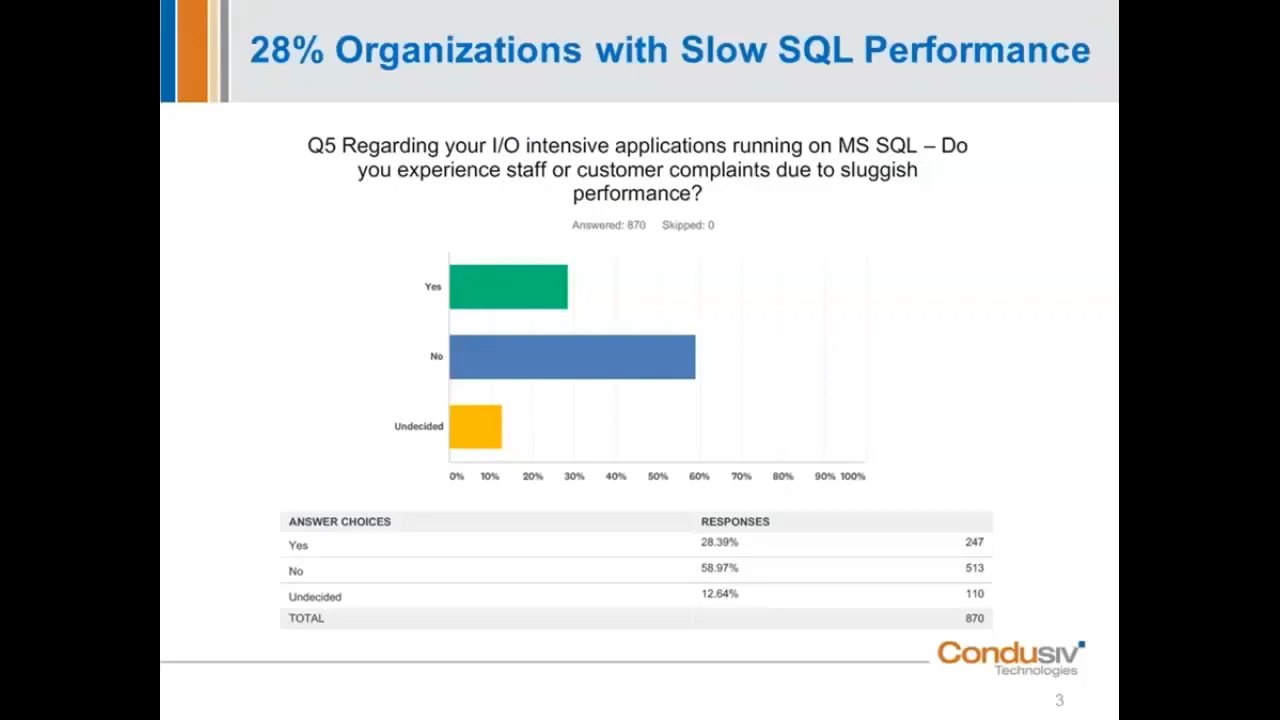 28% Organizations with Slow SQL Performance
Q5 Regarding your I/O intensive applications running on MS SQL – Do
you experience staff or customer complaints due to sluggish
performance?
Answered: 870 Skipped: 0
Yes
No
Undecided
0% 10% 20% 30% 40% 50% 60% 70% 80% 90% 100%
ANSWER CHOICES RESPONSES
Yes 28.39% 247
No 58.97% 513
Undecided 12.64% 110
TOTAL 870
Condusiv
Technologies
3